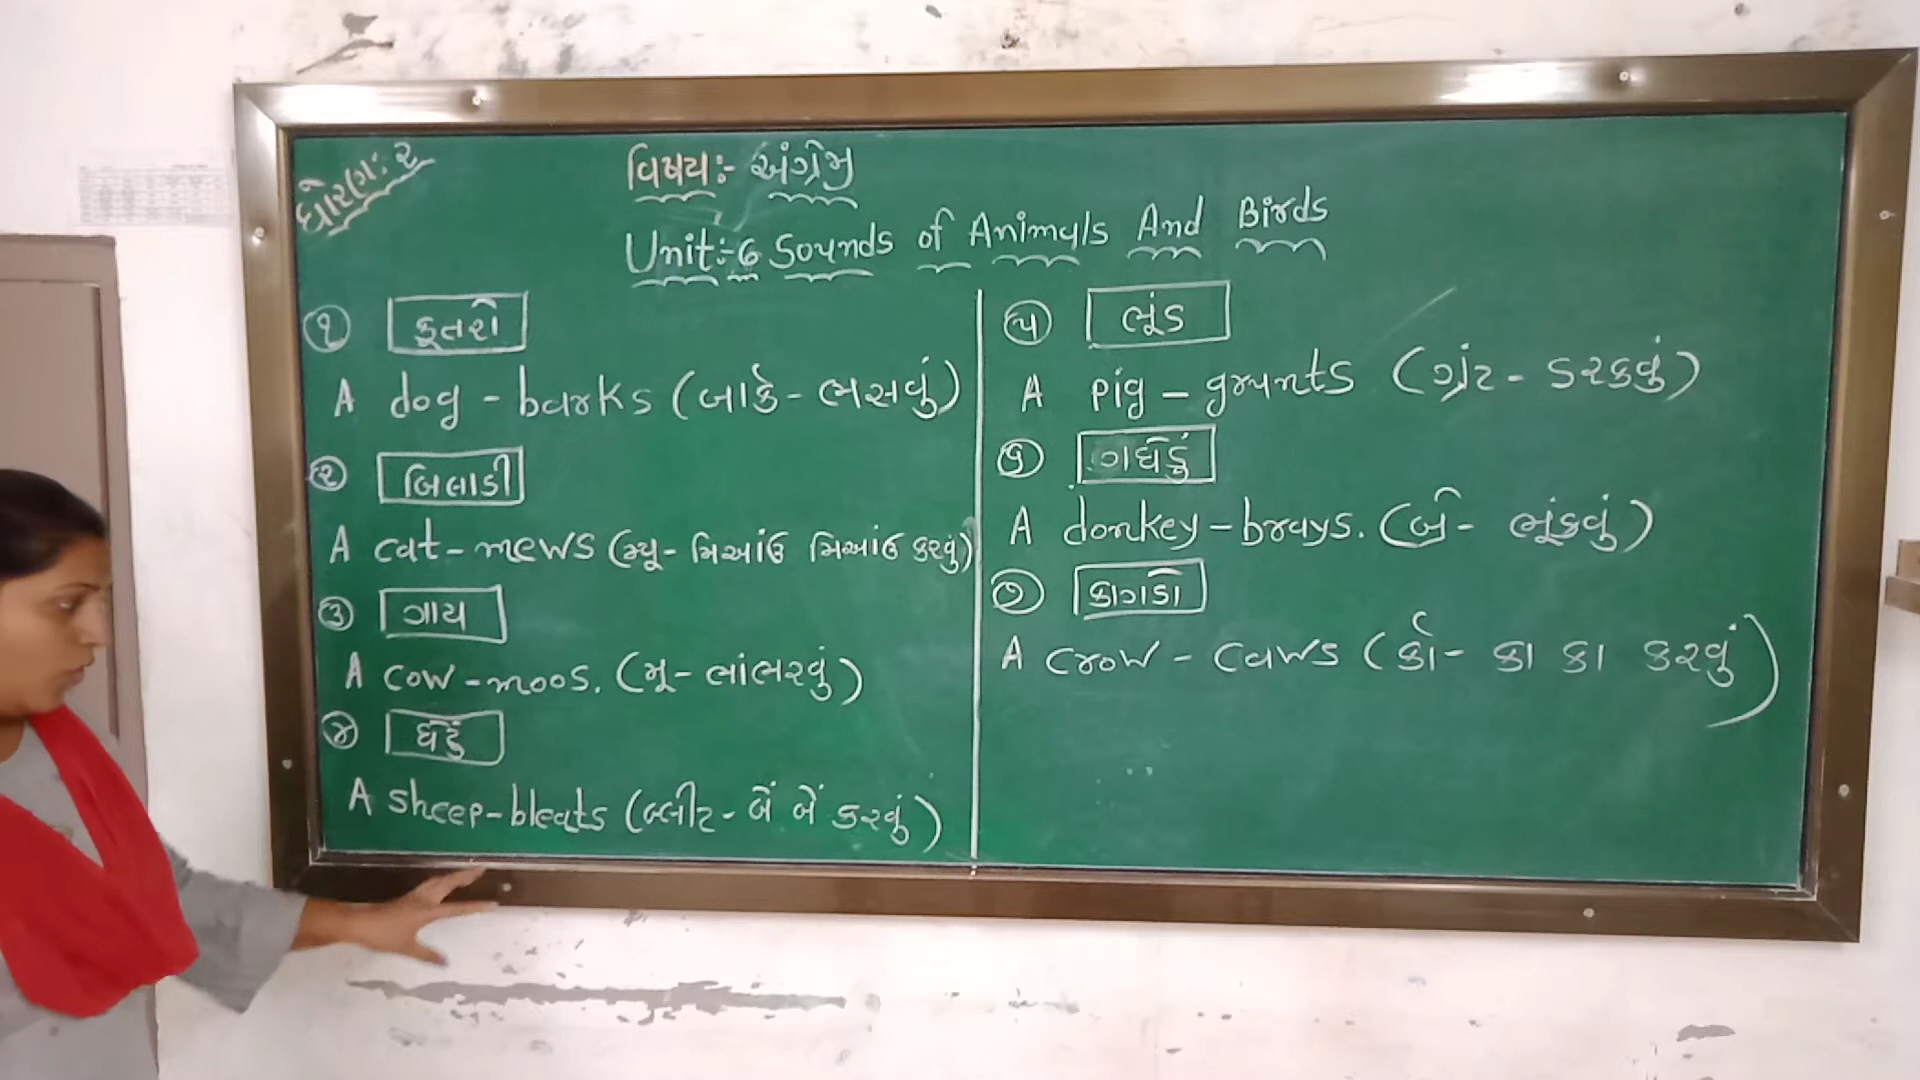 ધોરણ: ૨
વિષય:- અંગ્રેજી
Unit:-6 Sounds of Animals And Birds
૧ કૂતરો
A dog - barks (બાર્ક - ભસવું)
૨ બિલાડી
A cat - mews (મ્યૂ - મિઆંઉ મિઆંઉ કરવું)
૩ ગાય
A cow - moos. (મૂ - ભાંભરવું)
૪ ઘેટું
A sheep - bleats (બ્લીટ - બેં બેં કરવું)
૫ ભૂંડ
A pig - grunts (ગ્રંટ - ડરકવું)
૬ ગધેડું
A donkey - brays. (બ્રે - ભૂંકવું)
૭ કાગડો
A crow - caws (કૉ - કા કા કરવું)